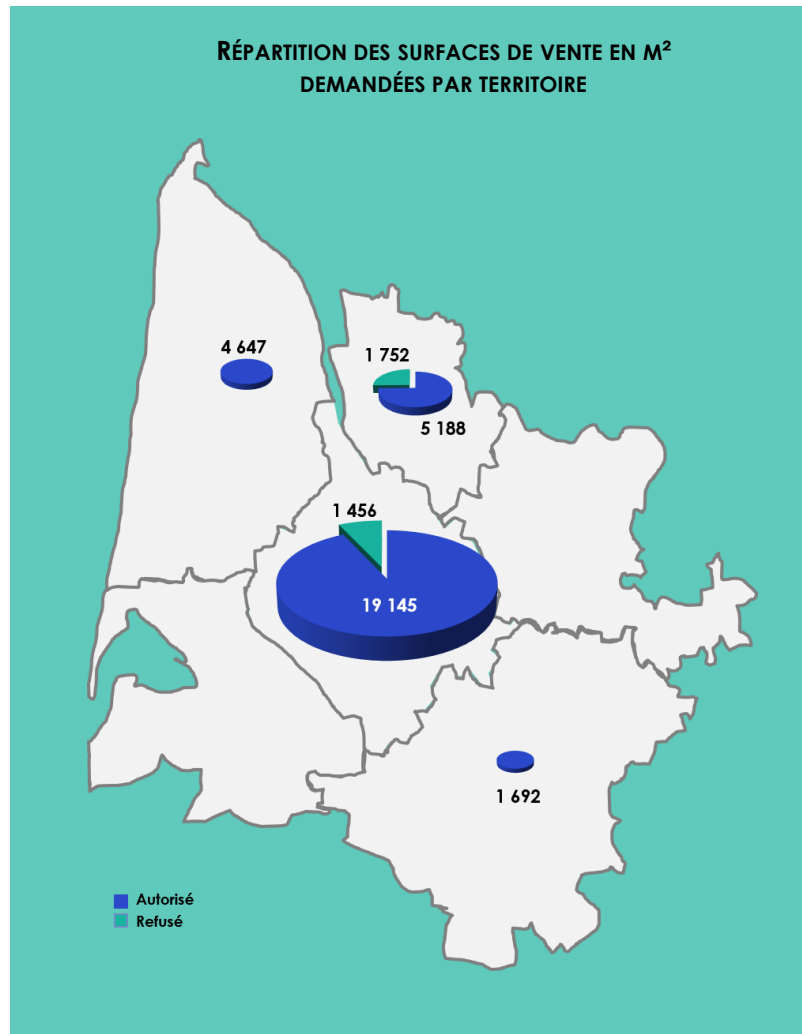 RÉPARTITION DES SURFACES DE VENTE EN M²
DEMANDÉES PAR TERRITOIRE
4 647
1 752
5 188
1 456
19 145
1 692
Autorisé
Refusé